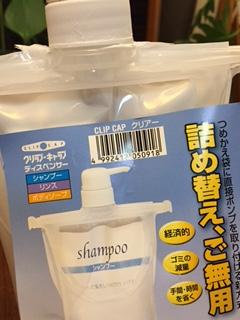 CLIP CAP
クリップ・キャップ
ディスペンサー
シャンプー
リンス
ボディソープ
CLIP CAP クリアー
つめかえ袋に直接ポンプを取り付け
詰め替え、ご無用
経済的
ゴミの減量
手間・時間を省く
shampoo
シャンプー